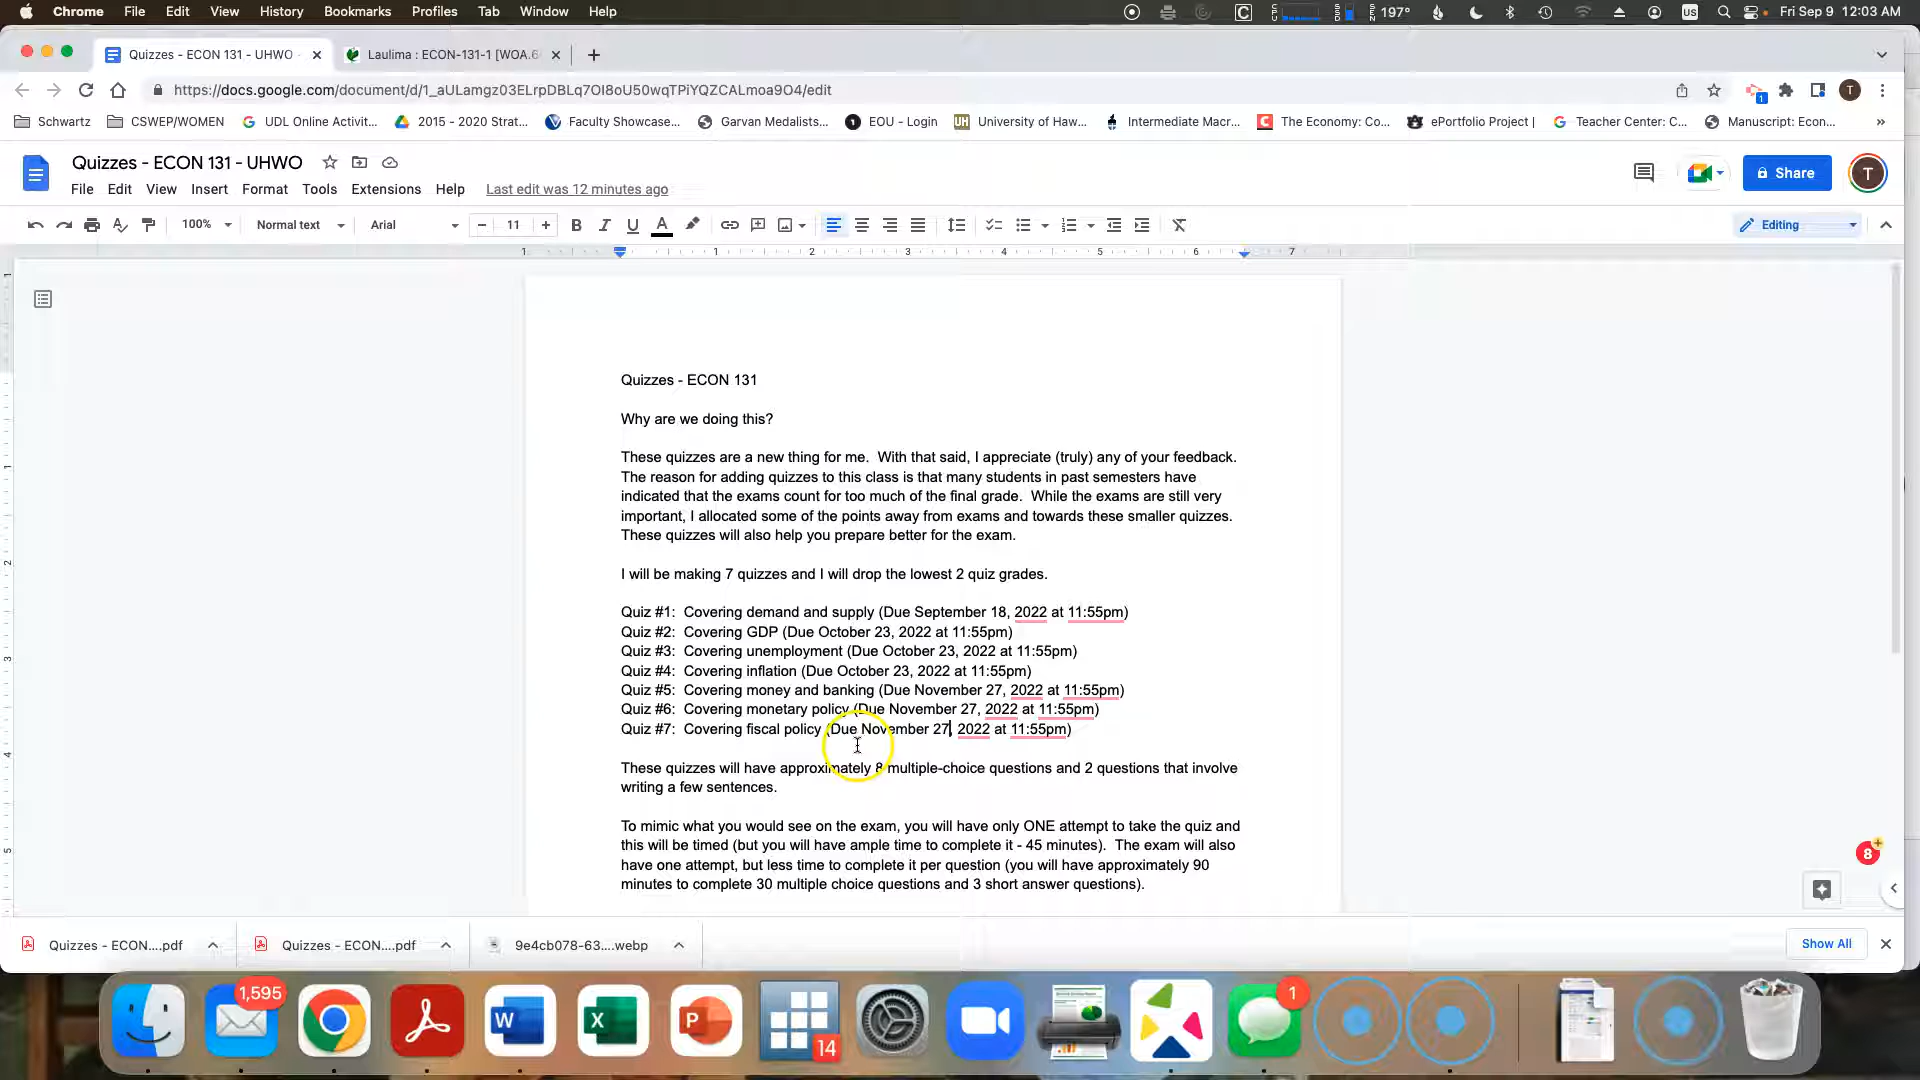 Chrome File Edit View History Bookmarks Profiles Tab Window Help 197° US Fri Sep 9 12:03 AM
Quizzes - ECON 131 - UHWO Laulima : ECON-131-1 [WOA.6
https://docs.google.com/document/d/1_aULamgz03ELrpDBLq7OI8oU50wqTPiYQZCALmoa9O4/edit 1 T
Schwartz CSWEP/WOMEN UDL Online Activit... 2015 - 2020 Strat... Faculty Showcase... Garvan Medalists... EOU - Login University of Haw... Intermediate Macr... The Economy: Co... ePortfolio Project | Teacher Center: C... Manuscript: Econ... »
Quizzes - ECON 131 - UHWO Share T
File Edit View Insert Format Tools Extensions Help Last edit was 12 minutes ago
100% Normal text Arial 11 B I U A Editing
1 1 2 3 4 5 6 7
Quizzes - ECON 131
Why are we doing this?
These quizzes are a new thing for me. With that said, I appreciate (truly) any of your feedback.
The reason for adding quizzes to this class is that many students in past semesters have
indicated that the exams count for too much of the final grade. While the exams are still very
important, I allocated some of the points away from exams and towards these smaller quizzes.
These quizzes will also help you prepare better for the exam.
I will be making 7 quizzes and I will drop the lowest 2 quiz grades.
Quiz #1: Covering demand and supply (Due September 18, 2022 at 11:55pm)
Quiz #2: Covering GDP (Due October 23, 2022 at 11:55pm)
Quiz #3: Covering unemployment (Due October 23, 2022 at 11:55pm)
Quiz #4: Covering inflation (Due October 23, 2022 at 11:55pm)
Quiz #5: Covering money and banking (Due November 27, 2022 at 11:55pm)
Quiz #6: Covering monetary policy (Due November 27, 2022 at 11:55pm)
Quiz #7: Covering fiscal policy (Due November 27, 2022 at 11:55pm)
These quizzes will have approximately 8 multiple-choice questions and 2 questions that involve
writing a few sentences.
To mimic what you would see on the exam, you will have only ONE attempt to take the quiz and
this will be timed (but you will have ample time to complete it - 45 minutes). The exam will also
have one attempt, but less time to complete it per question (you will have approximately 90
minutes to complete 30 multiple choice questions and 3 short answer questions).
8
Quizzes - ECON....pdf Quizzes - ECON....pdf 9e4cb078-63....webp Show All
1,595 W X P 14 1